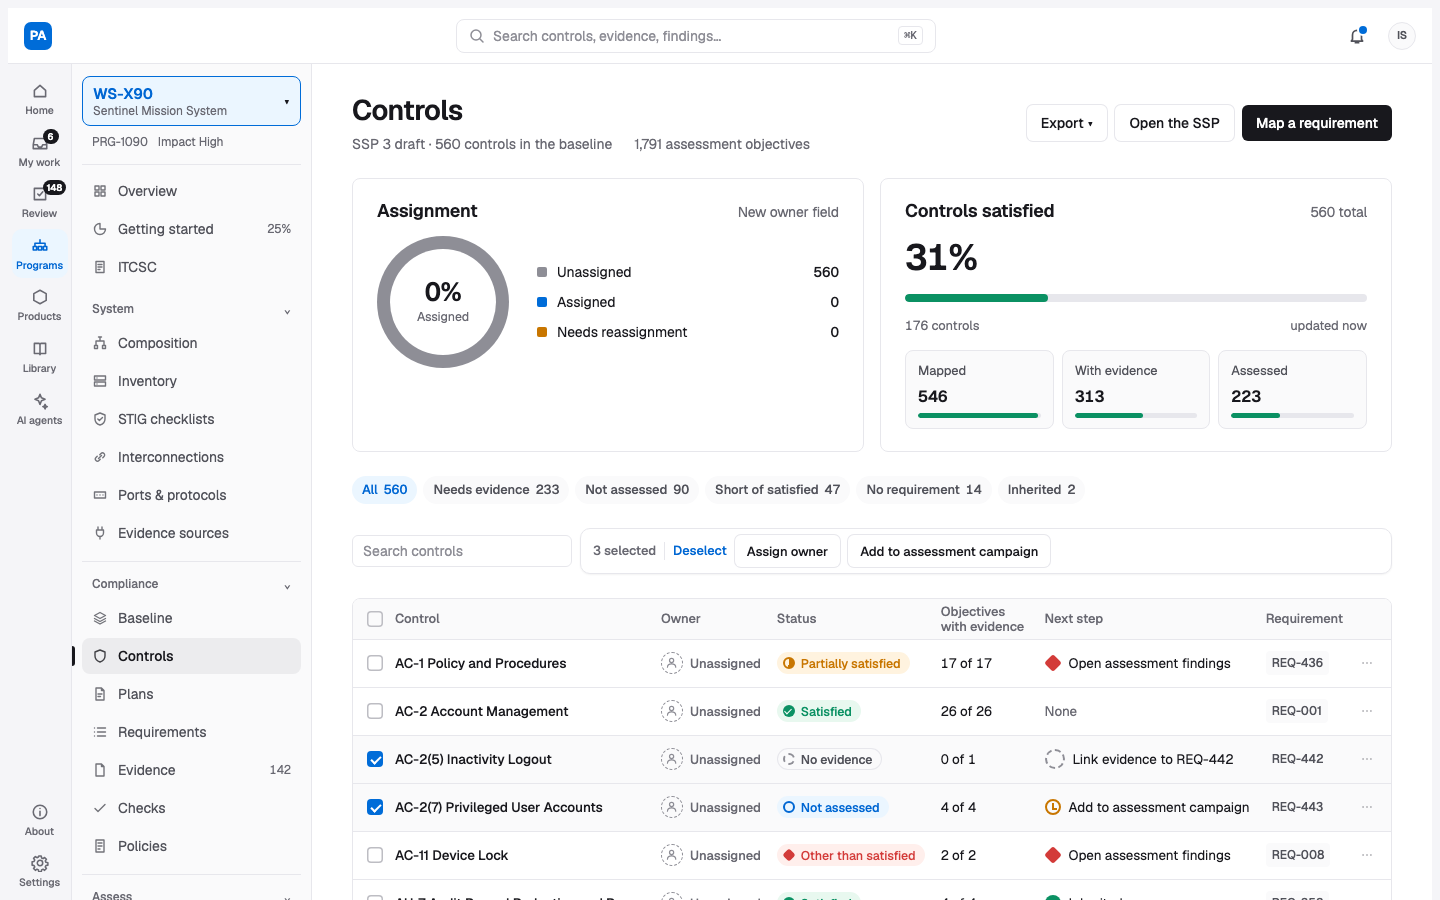 PA
Search controls, evidence, findings...
⌘K
IS
Home
6
My work
148
Review
Programs
Products
Library
AI agents
About
Settings
WS-X90
Sentinel Mission System
PRG-1090 Impact High
Overview
Getting started 25%
ITCSC
System
Composition
Inventory
STIG checklists
Interconnections
Ports & protocols
Evidence sources
Compliance
Baseline
Controls
Plans
Requirements
Evidence 142
Checks
Policies
Assess
Controls
SSP 3 draft · 560 controls in the baseline 1,791 assessment objectives
Export ▾
Open the SSP
Map a requirement
Assignment
New owner field
0%
Assigned
Unassigned 560
Assigned 0
Needs reassignment 0
Controls satisfied
560 total
31%
176 controls
updated now
Mapped
546
With evidence
313
Assessed
223
All 560
Needs evidence 233
Not assessed 90
Short of satisfied 47
No requirement 14
Inherited 2
Search controls
3 selected
Deselect
Assign owner
Add to assessment campaign
Control Owner Status Objectives with evidence Next step Requirement
AC-1 Policy and Procedures Unassigned Partially satisfied 17 of 17 Open assessment findings REQ-436 ...
AC-2 Account Management Unassigned Satisfied 26 of 26 None REQ-001 ...
AC-2(5) Inactivity Logout Unassigned No evidence 0 of 1 Link evidence to REQ-442 REQ-442 ...
AC-2(7) Privileged User Accounts Unassigned Not assessed 4 of 4 Add to assessment campaign REQ-443 ...
AC-11 Device Lock Unassigned Other than satisfied 2 of 2 Open assessment findings REQ-008 ...